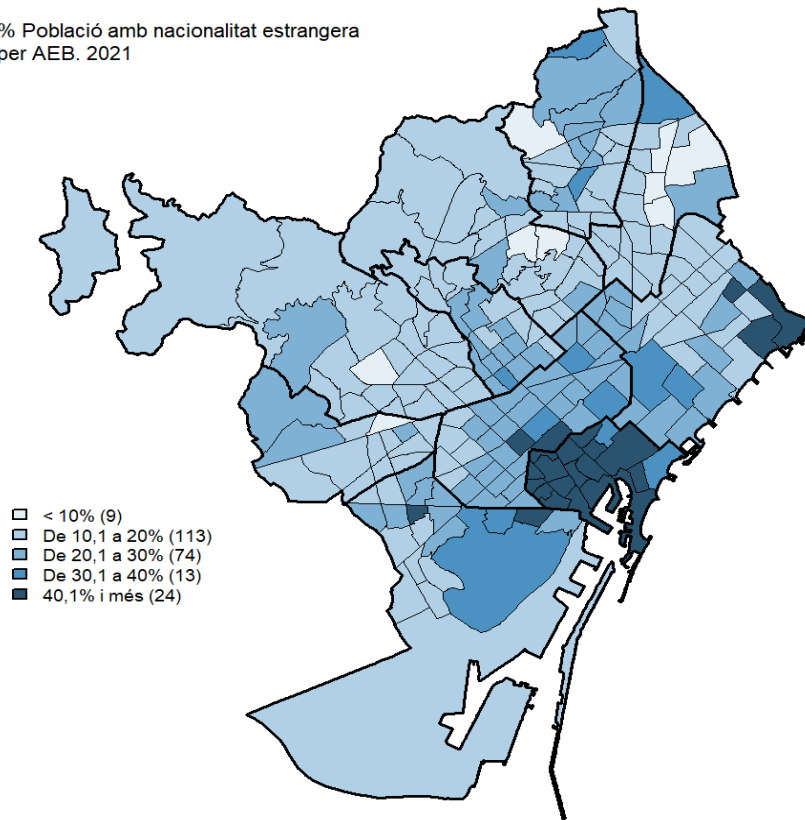 % Població amb nacionalitat estrangera
per AEB. 2021
< 10% (9)
De 10,1 a 20% (113)
De 20,1 a 30% (74)
De 30,1 a 40% (13)
40,1% i més (24)